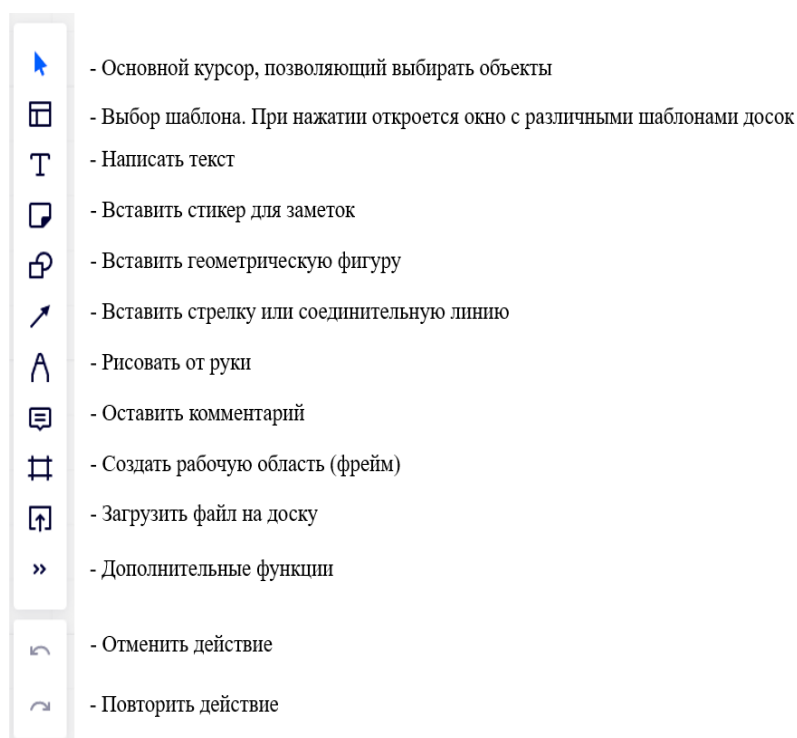 - Основной курсор, позволяющий выбирать объекты
- Выбор шаблона. При нажатии откроется окно с различными шаблонами досок
- Написать текст
- Вставить стикер для заметок
- Вставить геометрическую фигуру
- Вставить стрелку или соединительную линию
- Рисовать от руки
- Оставить комментарий
- Создать рабочую область (фрейм)
- Загрузить файл на доску
- Дополнительные функции
- Отменить действие
- Повторить действие